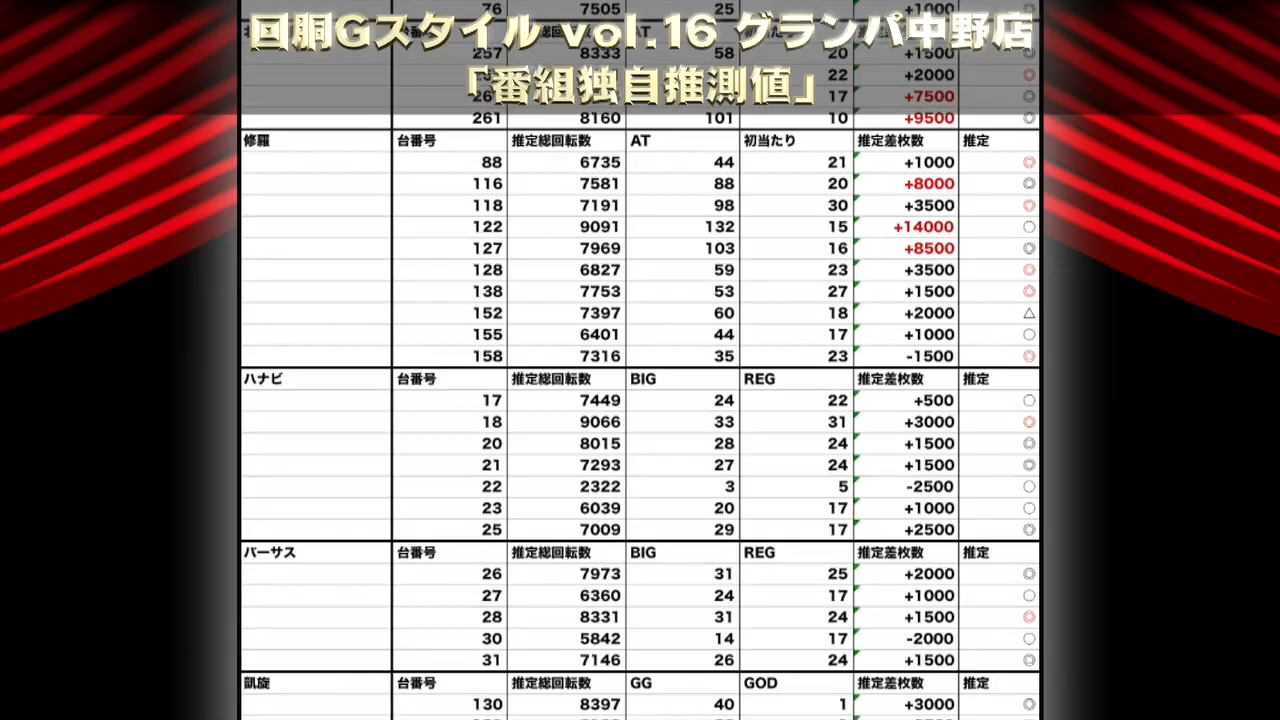 76 7505 25 +1000
回胴Gスタイル vol.16 グランパ中野店
257 8333 58 20 +1500 ◎
22 +2000 ◎
「番組独自推測値」
17 +7500 ◎
261 8160 101 10 +9500 ◎
修羅 台番号 推定総回転数 AT 初当たり 推定差枚数 推定
88 6735 44 21 +1000 ◎
116 7581 88 20 +8000 ◎
118 7191 98 30 +3500 ◎
122 9091 132 15 +14000 ○
127 7969 103 16 +8500 ◎
128 6827 59 23 +3500 ◎
138 7753 53 27 +1500 ◎
152 7397 60 18 +2000 △
155 6401 44 17 +1000 ○
158 7316 35 23 -1500 ◎
ハナビ 台番号 推定総回転数 BIG REG 推定差枚数 推定
17 7449 24 22 +500 ○
18 9066 33 31 +3000 ◎
20 8015 28 24 +1500 ◎
21 7293 27 24 +1500 ◎
22 2322 3 5 -2500 ○
23 6039 20 17 +1000 ○
25 7009 29 17 +2500 ◎
バーサス 台番号 推定総回転数 BIG REG 推定差枚数 推定
26 7973 31 25 +2000 ◎
27 6360 24 17 +1000 ○
28 8331 31 24 +1500 ◎
30 5842 14 17 -2000 ○
31 7146 26 24 +1500 ◎
凱旋 台番号 推定総回転数 GG GOD 推定差枚数 推定
130 8397 40 1 +3000 ◎